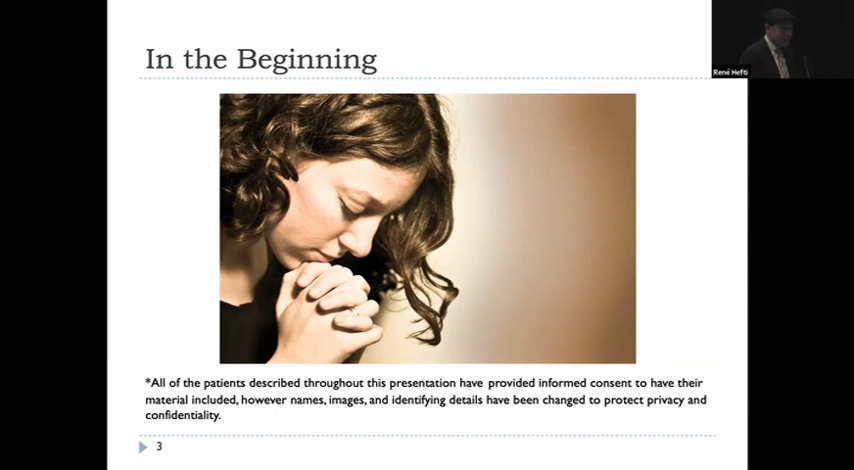 In the Beginning
René Hefti
*All of the patients described throughout this presentation have provided informed consent to have their
material included, however names, images, and identifying details have been changed to protect privacy and
confidentiality.
3